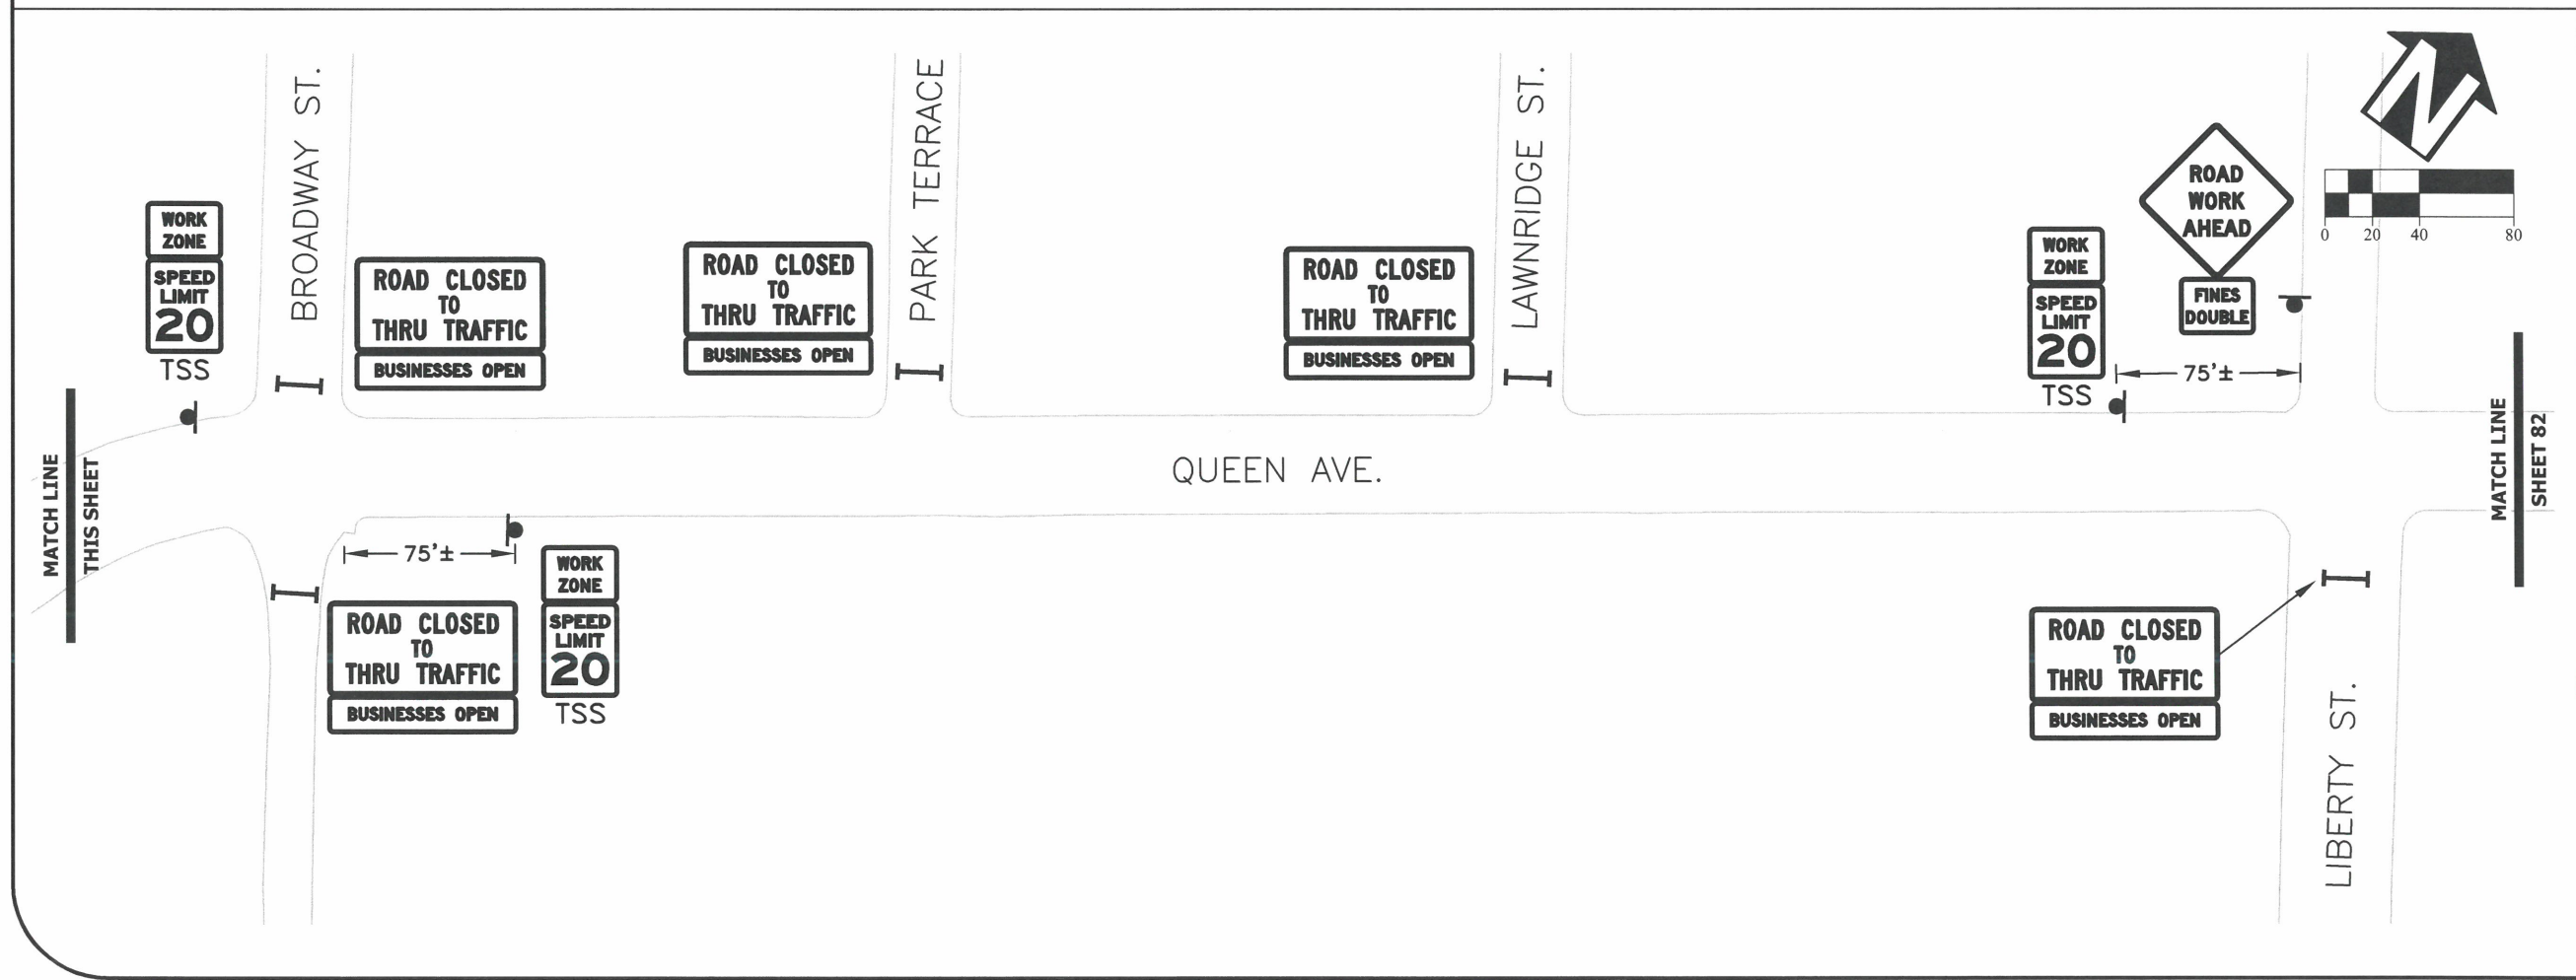 BROADWAY ST.
PARK TERRACE
LAWNRIDGE ST.
N
WORK
ZONE
SPEED
LIMIT
20
TSS
ROAD CLOSED
TO
THRU TRAFFIC
BUSINESSES OPEN
ROAD CLOSED
TO
THRU TRAFFIC
BUSINESSES OPEN
ROAD CLOSED
TO
THRU TRAFFIC
BUSINESSES OPEN
WORK
ZONE
SPEED
LIMIT
20
TSS
ROAD
WORK
AHEAD
FINES
DOUBLE
0 20 40 80
75'±
MATCH LINE
THIS SHEET
QUEEN AVE.
MATCH LINE
SHEET 82
75'±
ROAD CLOSED
TO
THRU TRAFFIC
BUSINESSES OPEN
WORK
ZONE
SPEED
LIMIT
20
TSS
ROAD CLOSED
TO
THRU TRAFFIC
BUSINESSES OPEN
LIBERTY ST.